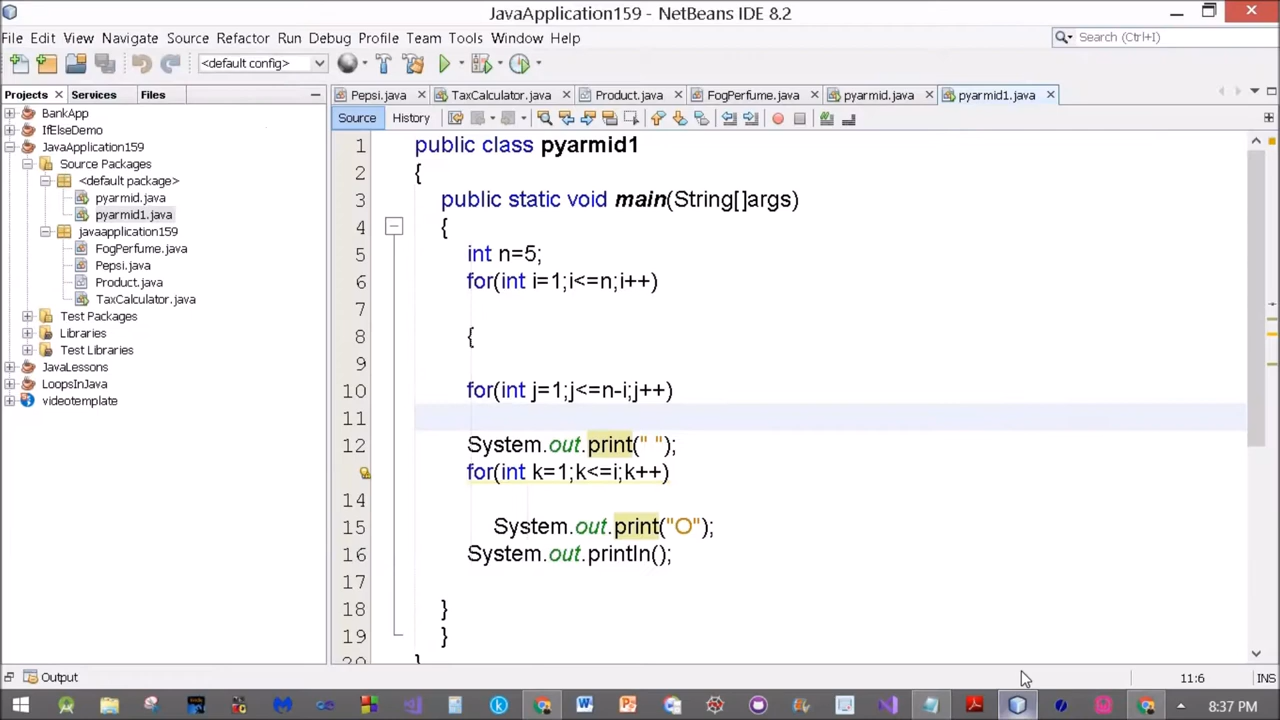 JavaApplication159 - NetBeans IDE 8.2
File Edit View Navigate Source Refactor Run Debug Profile Team Tools Window Help
Search (Ctrl+I)
<default config>
Projects Services Files
Pepsi.java TaxCalculator.java Product.java FogPerfume.java pyarmid.java pyarmid1.java
Source History
BankApp
IfElseDemo
JavaApplication159
Source Packages
<default package>
pyarmid.java
pyarmid1.java
javaapplication159
FogPerfume.java
Pepsi.java
Product.java
TaxCalculator.java
Test Packages
Libraries
Test Libraries
JavaLessons
LoopsInJava
videotemplate
1 public class pyarmid1
2 {
3 public static void main(String[]args)
4 {
5 int n=5;
6 for(int i=1;i<=n;i++)
7
8 {
9
10 for(int j=1;j<=n-i;j++)
11
12 System.out.print(" ");
for(int k=1;k<=i;k++)
14
15 System.out.print("O");
16 System.out.println();
17
18 }
19 }
20 }
Output
11:6 INS
8:37 PM